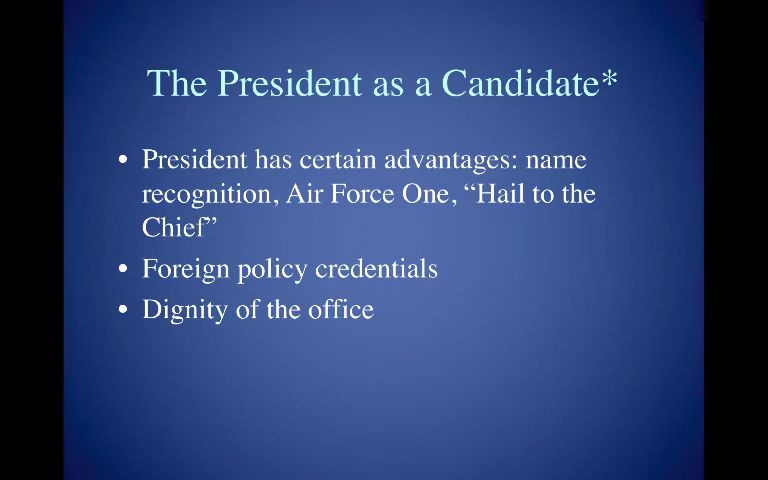 The President as a Candidate*
• President has certain advantages: name
recognition, Air Force One, “Hail to the
Chief”
• Foreign policy credentials
• Dignity of the office